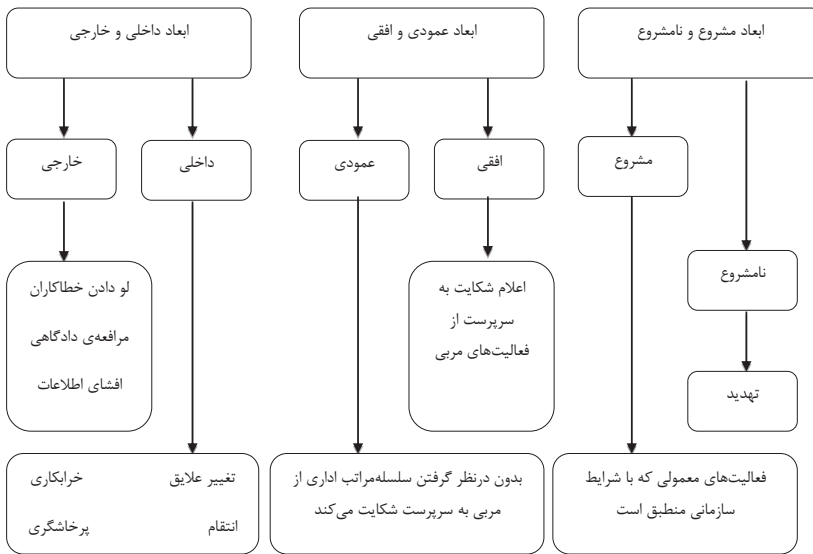 ابعاد مشروع و نامشروع
ابعاد عمودی و افقی
ابعاد داخلی و خارجی
مشروع
افقی
عمودی
داخلی
خارجی
نامشروع
تهدید
اعلام شکایت به
سرپرست از
فعالیت‌های مربی
لو دادن خطاکاران
مرافعه‌ی دادگاهی
افشای اطلاعات
فعالیت‌های معمولی که با شرایط
سازمانی منطبق است
بدون درنظر گرفتن سلسله‌مراتب اداری از
مربی به سرپرست شکایت می‌کند
تغییر علایق خرابکاری
انتقام پرخاشگری